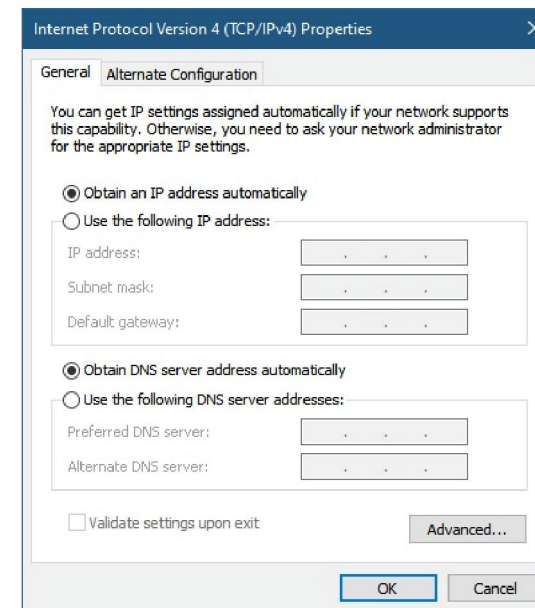 Internet Protocol Version 4 (TCP/IPv4) Properties
General
Alternate Configuration
You can get IP settings assigned automatically if your network supports
this capability. Otherwise, you need to ask your network administrator
for the appropriate IP settings.
Obtain an IP address automatically
Use the following IP address:
IP address:
Subnet mask:
Default gateway:
Obtain DNS server address automatically
Use the following DNS server addresses:
Preferred DNS server:
Alternate DNS server:
Validate settings upon exit
Advanced...
OK
Cancel